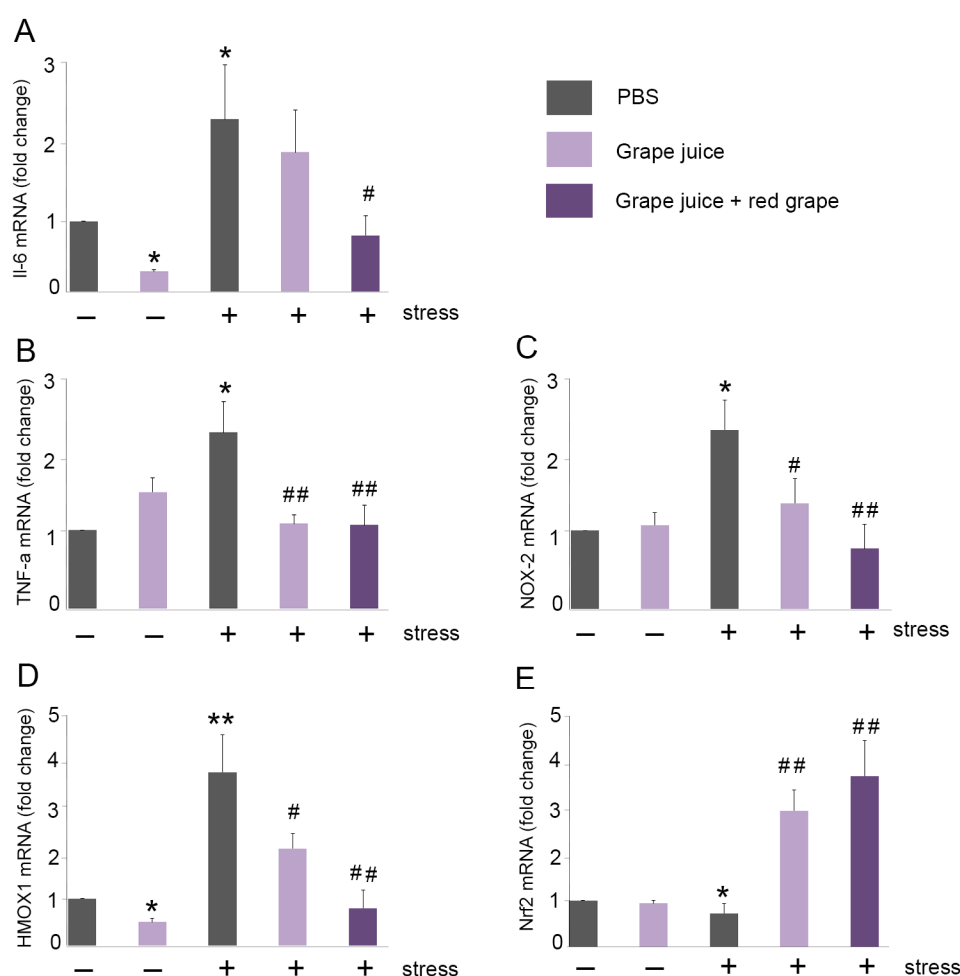 A
Il-6 mRNA (fold change)
3
2
1
0
*
*
#
– – + + + stress
PBS
Grape juice
Grape juice + red grape
B
TNF-a mRNA (fold change)
3
2
1
0
*
##
##
– – + + + stress
C
NOX-2 mRNA (fold change)
3
2
1
0
*
#
##
– – + + + stress
D
HMOX1 mRNA (fold change)
5
4
3
2
1
0
*
**
#
##
– – + + + stress
E
Nrf2 mRNA (fold change)
5
4
3
2
1
0
*
##
##
– – + + + stress